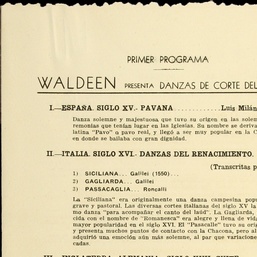 PRIMER PROGRAMA
WALDEEN PRESENTA DANZAS DE CORTE DEL
I.—ESPAÑA. SIGLO XV.- PAVANA........... Luis Milán
Danza solemne y majestuosa que tuvo su origen en las solem
remonias que tenían lugar en las Iglesias. Su nombre se deriva
latina "Pavo" o pavo real, y llegó a ser muy popular en la C
en donde se bailaba con gran dignidad.
II.—ITALIA. SIGLO XVI.- DANZAS DEL RENACIMIENTO.
(Transcritas p
1) SICILIANA... Galilei (1550)...
2) GAGLIARDA.. Galilei
3) PASSACAGLIA... Roncalli
La "Siciliana" era originalmente una danza campesina pop
grave y pastoral. Las diversas cortes italianas del siglo XV la
mo danza "para acompañar el canto del laúd". La Gagliarda,
cida con el nombre de "Romanesca" era alegre y llena de vida
mayor popularidad en el siglo XVI. El "Passacalle" tuvo su orig
y presenta muchos puntos de contacto con la Chacona, pero al
adquirió una emoción aún más solemne, al par que variacione
cadas.